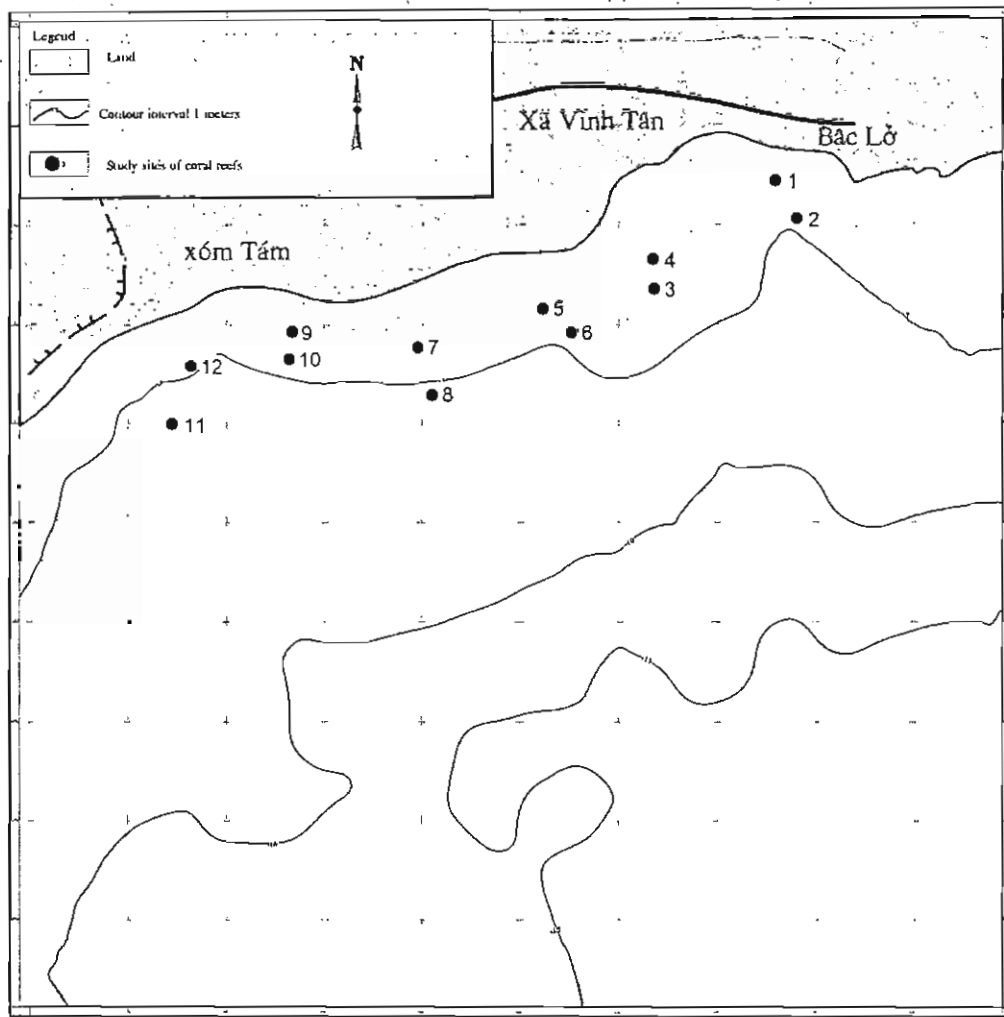 Legend
Land
Contour interval 1 meters
Study sites of coral reefs
N
Xã Vĩnh Tân
Bắc Lở
xóm Tám
1
2
4
3
5
6
9
10
7
8
12
11